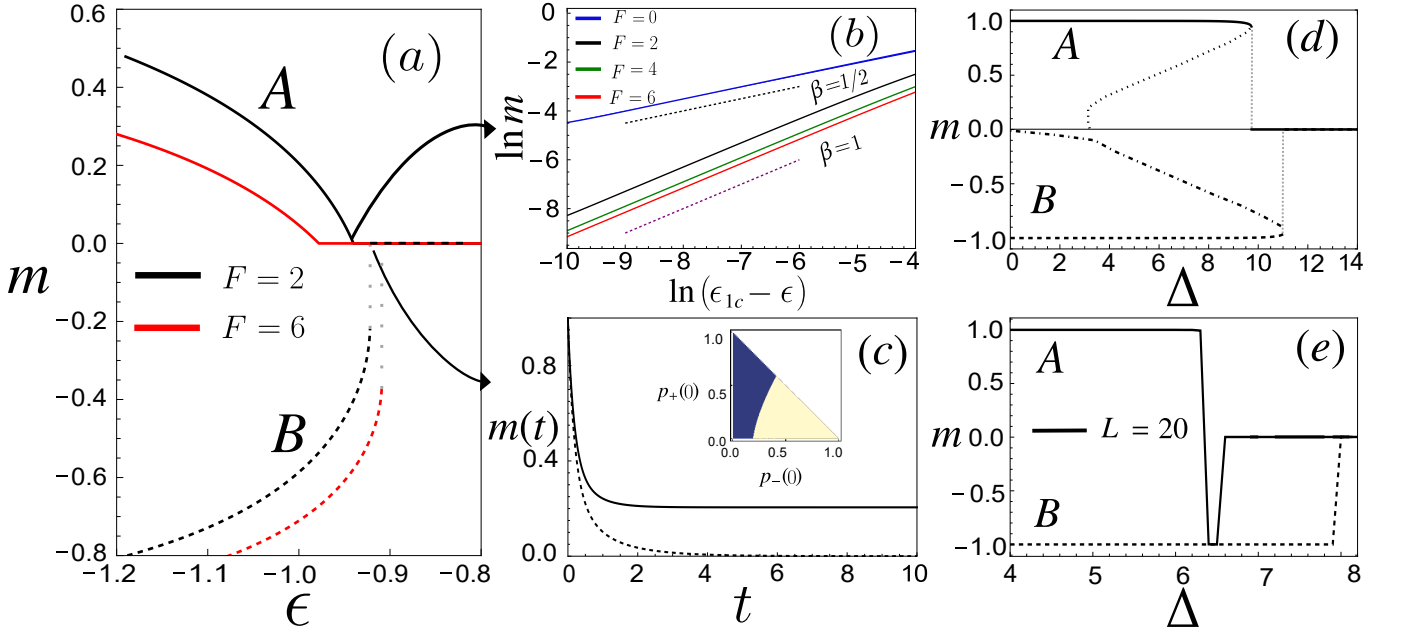 (a)
0.6
0.4
0.2
0.0
−0.2
−0.4
−0.6
−0.8
m
A
B
F = 2
F = 6
−1.2
−1.1
−1.0
−0.9
−0.8
ϵ
(b)
F = 0
F = 2
F = 4
F = 6
β=1/2
β=1
ln m
0
−2
−4
−6
−8
−10
−9
−8
−7
−6
−5
−4
ln (ϵ1c − ϵ)
(c)
m(t)
0.8
0.4
0.0
0
2
4
6
8
10
t
p+(0)
1.0
0.5
0.0
0.0
0.5
1.0
p−(0)
(d)
A
B
m
1.0
0.5
0.0
−0.5
−1.0
0
2
4
6
8
10
12
14
Δ
(e)
A
B
L = 20
m
1.0
0.5
0.0
−0.5
−1.0
4
5
6
7
8
Δ